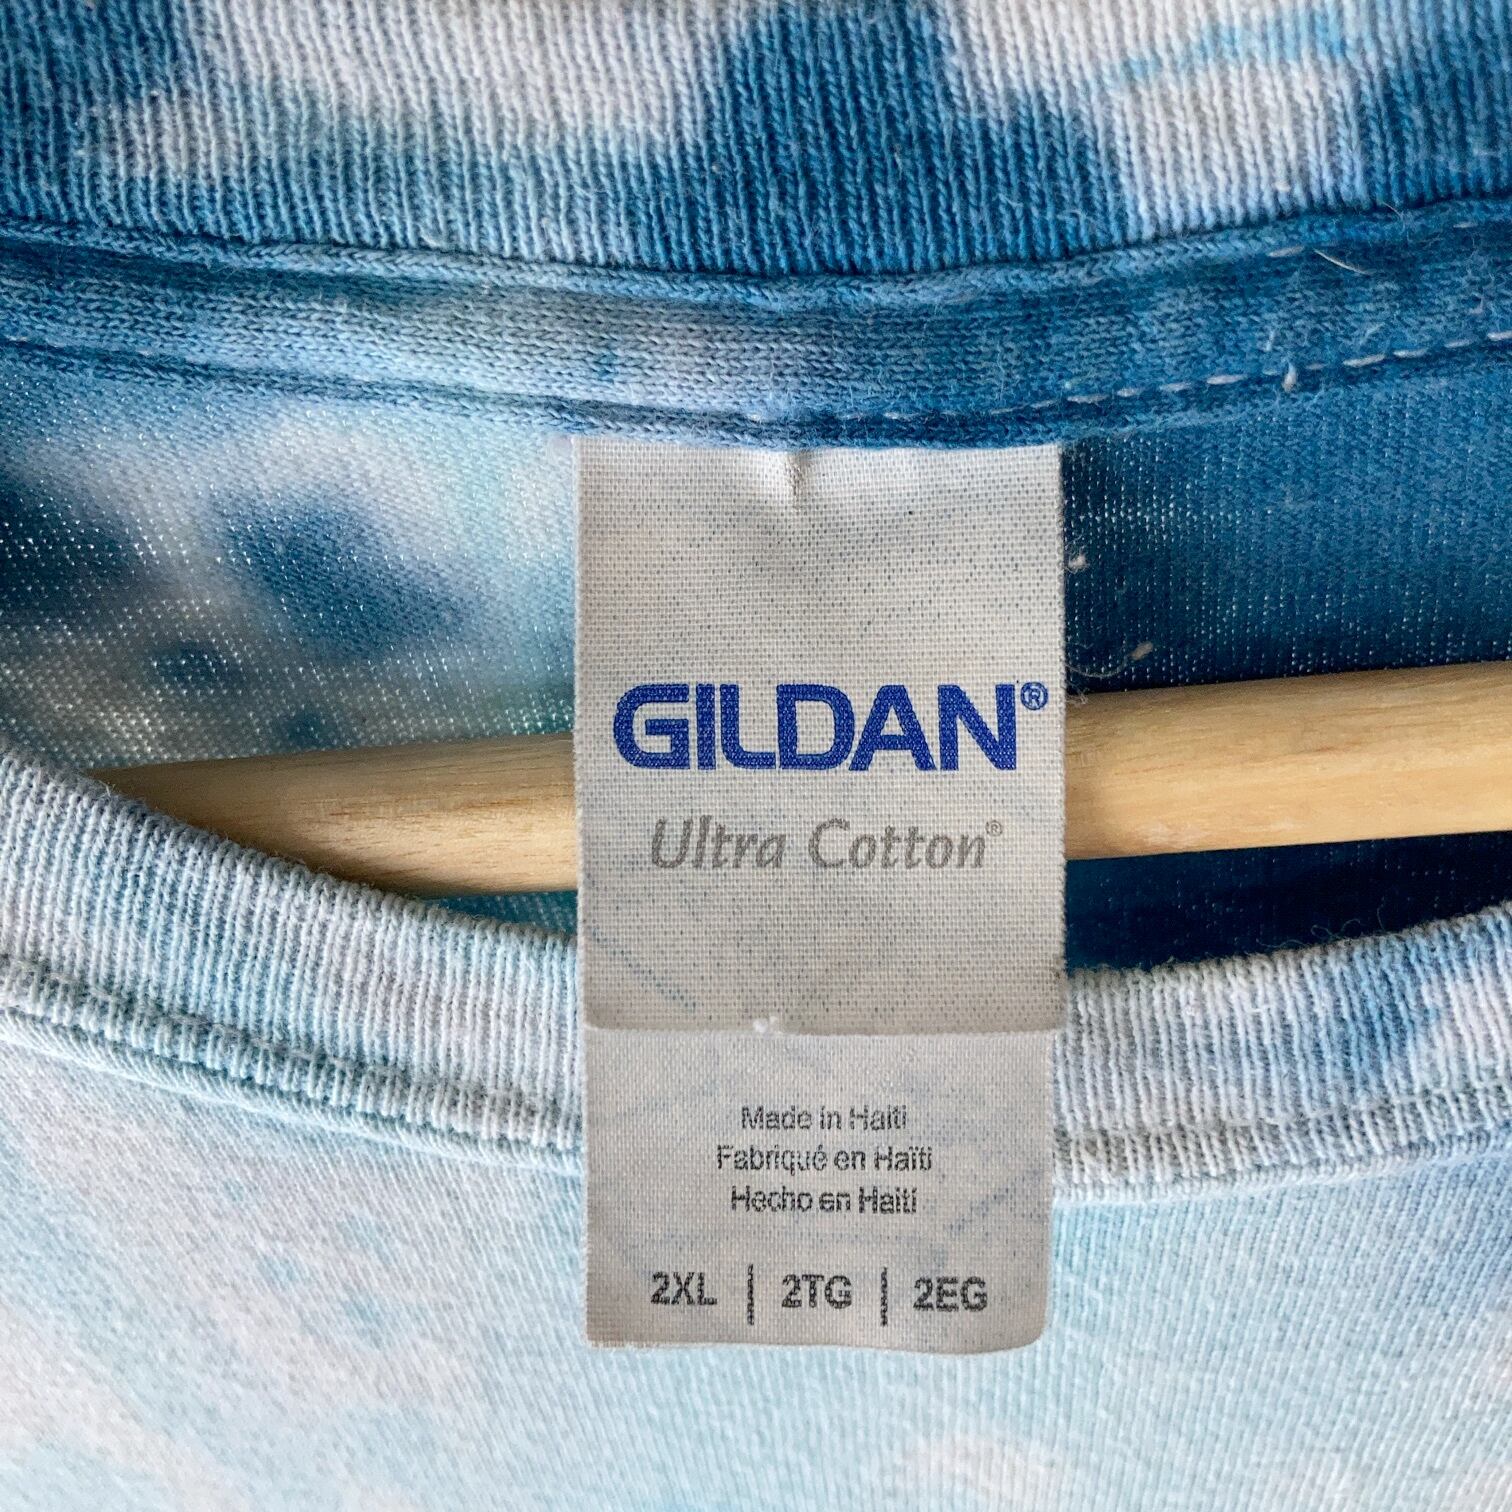 GILDAN®
Ultra Cotton®
Made in Haiti
Fabriqué en Haïti
Hecho en Haití
2XL | 2TG | 2EG